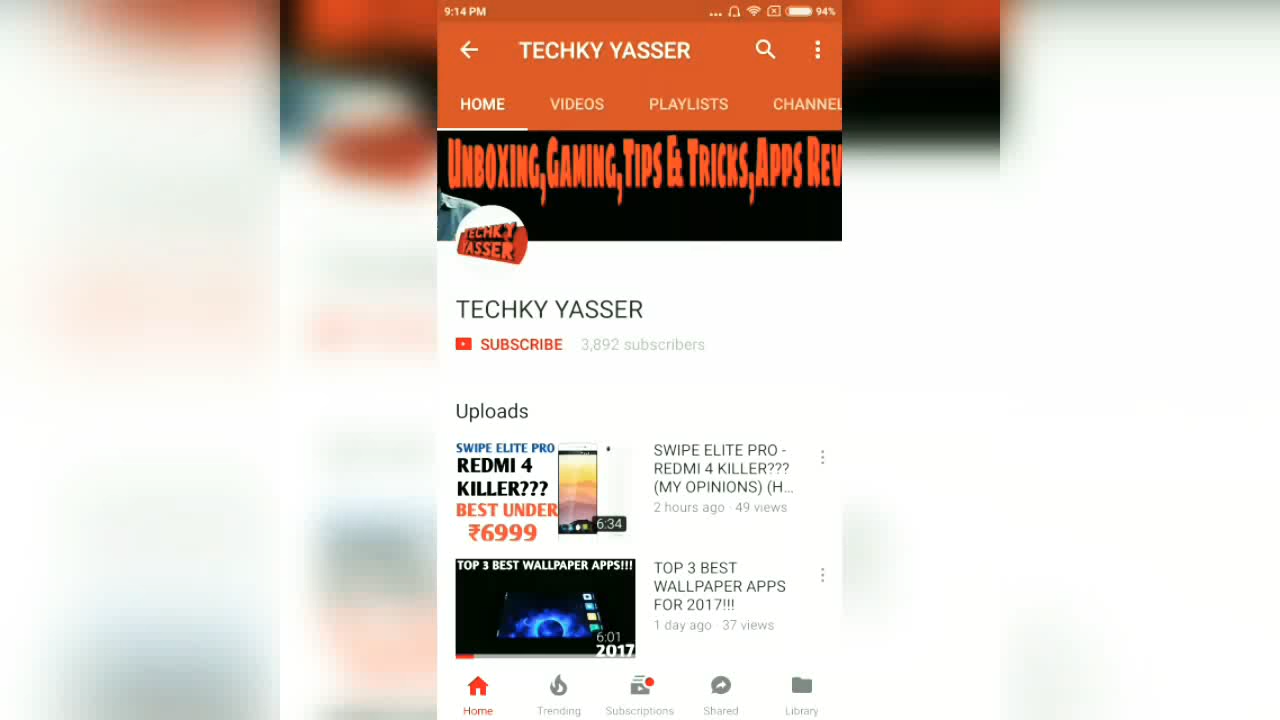 9:14 PM
94%
TECHKY YASSER
HOME VIDEOS PLAYLISTS CHANNEL
UNBOXING,GAMING,TIPS & TRICKS,APPS REV
TECHKY
YASSER
TECHKY YASSER
SUBSCRIBE 3,892 subscribers
Uploads
SWIPE ELITE PRO
REDMI 4
KILLER???
BEST UNDER
₹6999
6:34
SWIPE ELITE PRO -
REDMI 4 KILLER???
(MY OPINIONS) (H...
2 hours ago · 49 views
TOP 3 BEST WALLPAPER APPS!!!
6:01
2017
TOP 3 BEST
WALLPAPER APPS
FOR 2017!!!
1 day ago · 37 views
Home Trending Subscriptions Shared Library